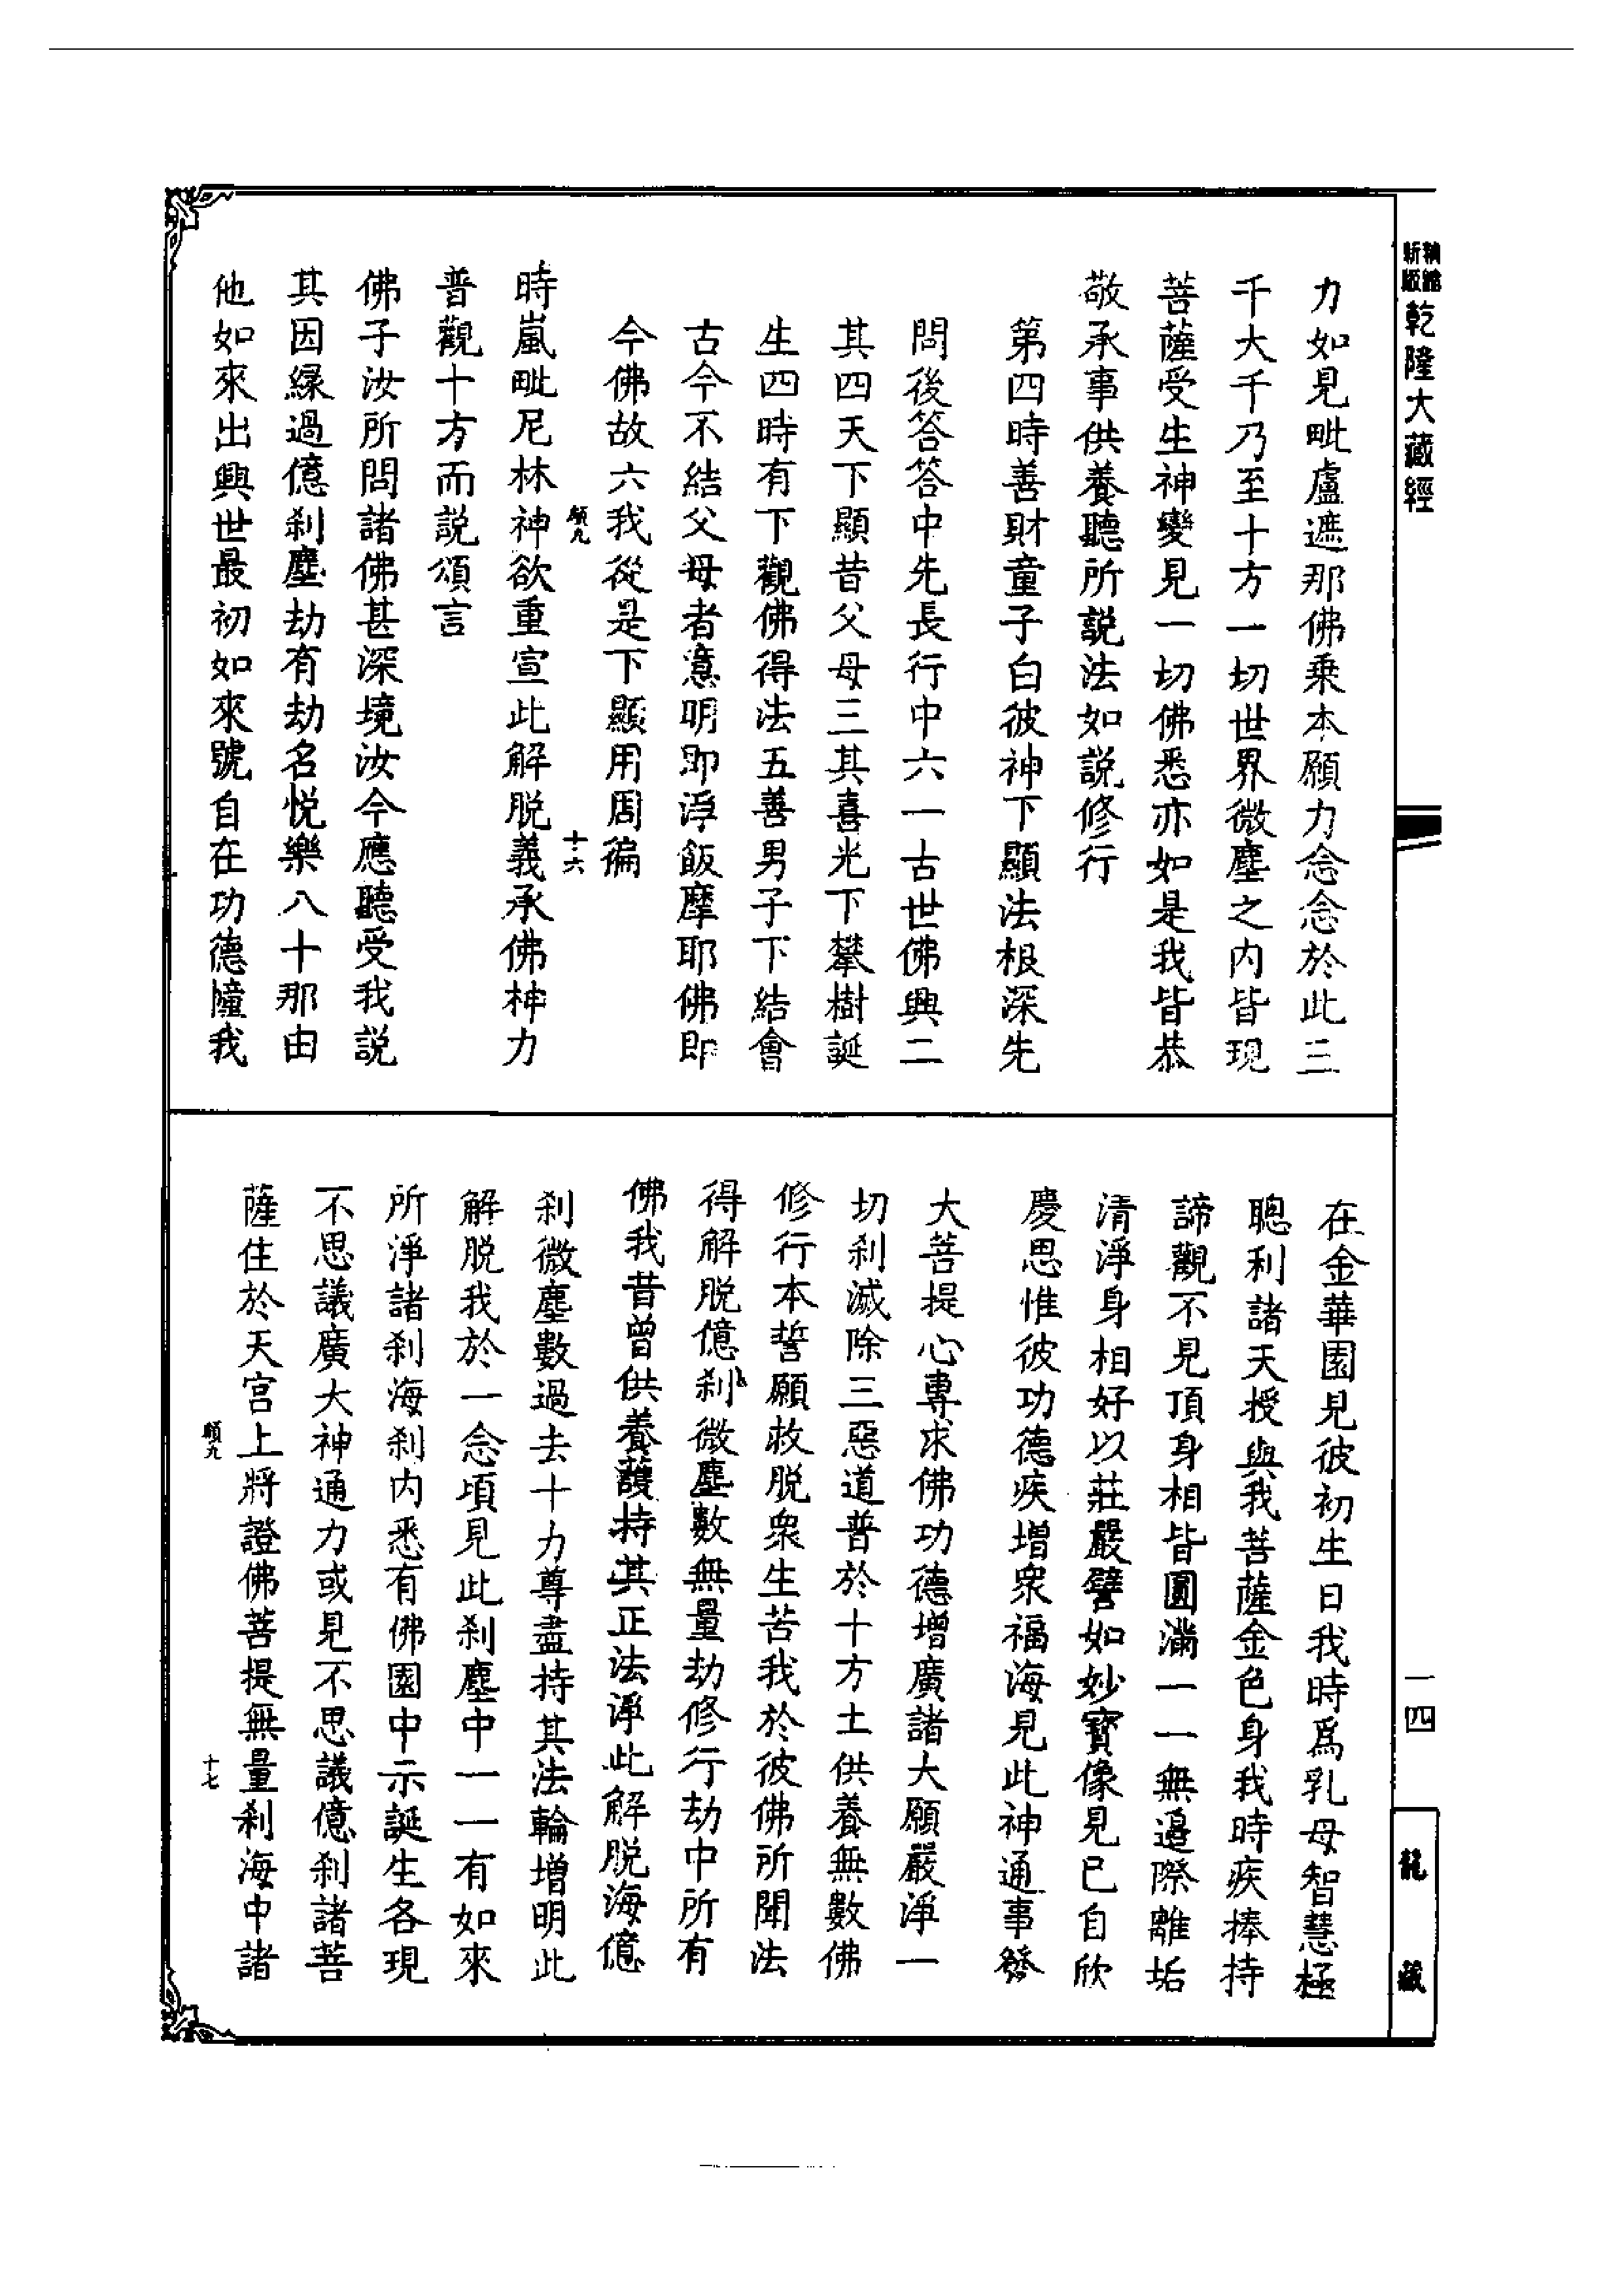 精緻
新版
乾隆大藏經
力如見毗盧遮那佛乘本願力念念於此三
千大千乃至十方一切世界微塵之內皆現
菩薩受生神變見一切佛悉亦如是我皆恭
敬承事供養聽所說法如說修行
第四時善財童子白彼神下顯法根深先
問後答答中先長行中六一古世佛興二
其四天下顯昔父母三其喜光下攀樹誕
生四時有下觀佛得法五善男子下結會
古今不結父母者意明即淨飯摩耶佛即
今佛故六我從是下顯用周徧
願九
十六
時嵐毗尼林神欲重宣此解脫義承佛神力
普觀十方而說頌言
佛子汝所問諸佛甚深境汝今應聽受我說
其因緣過億剎塵劫有劫名悅樂八十那由
他如來出興世最初如來號自在功德幢我
在金華園見彼初生日我時爲乳母智慧極
聰利諸天授與我菩薩金色身我時疾捧持
諦觀不見頂身相皆圓滿一一無邊際離垢
清淨身相好以莊嚴譬如妙寶像見已自欣
慶思惟彼功德疾增衆福海見此神通事發
大菩提心專求佛功德增廣諸大願嚴淨一
切剎滅除三惡道普於十方土供養無數佛
修行本誓願救脫衆生苦我於彼佛所聞法
得解脫億剎微塵數無量劫修行劫中所有
佛我昔曾供養護持其正法淨此解脫海億
剎微塵數過去十力尊盡持其法輪增明此
解脫我於一念頃見此剎塵中一一有如來
所淨諸剎海剎內悉有佛園中示誕生各現
不思議廣大神通力或見不思議億剎諸菩
薩住於天宮上將證佛菩提無量剎海中諸
願九
十七
一四
龍藏